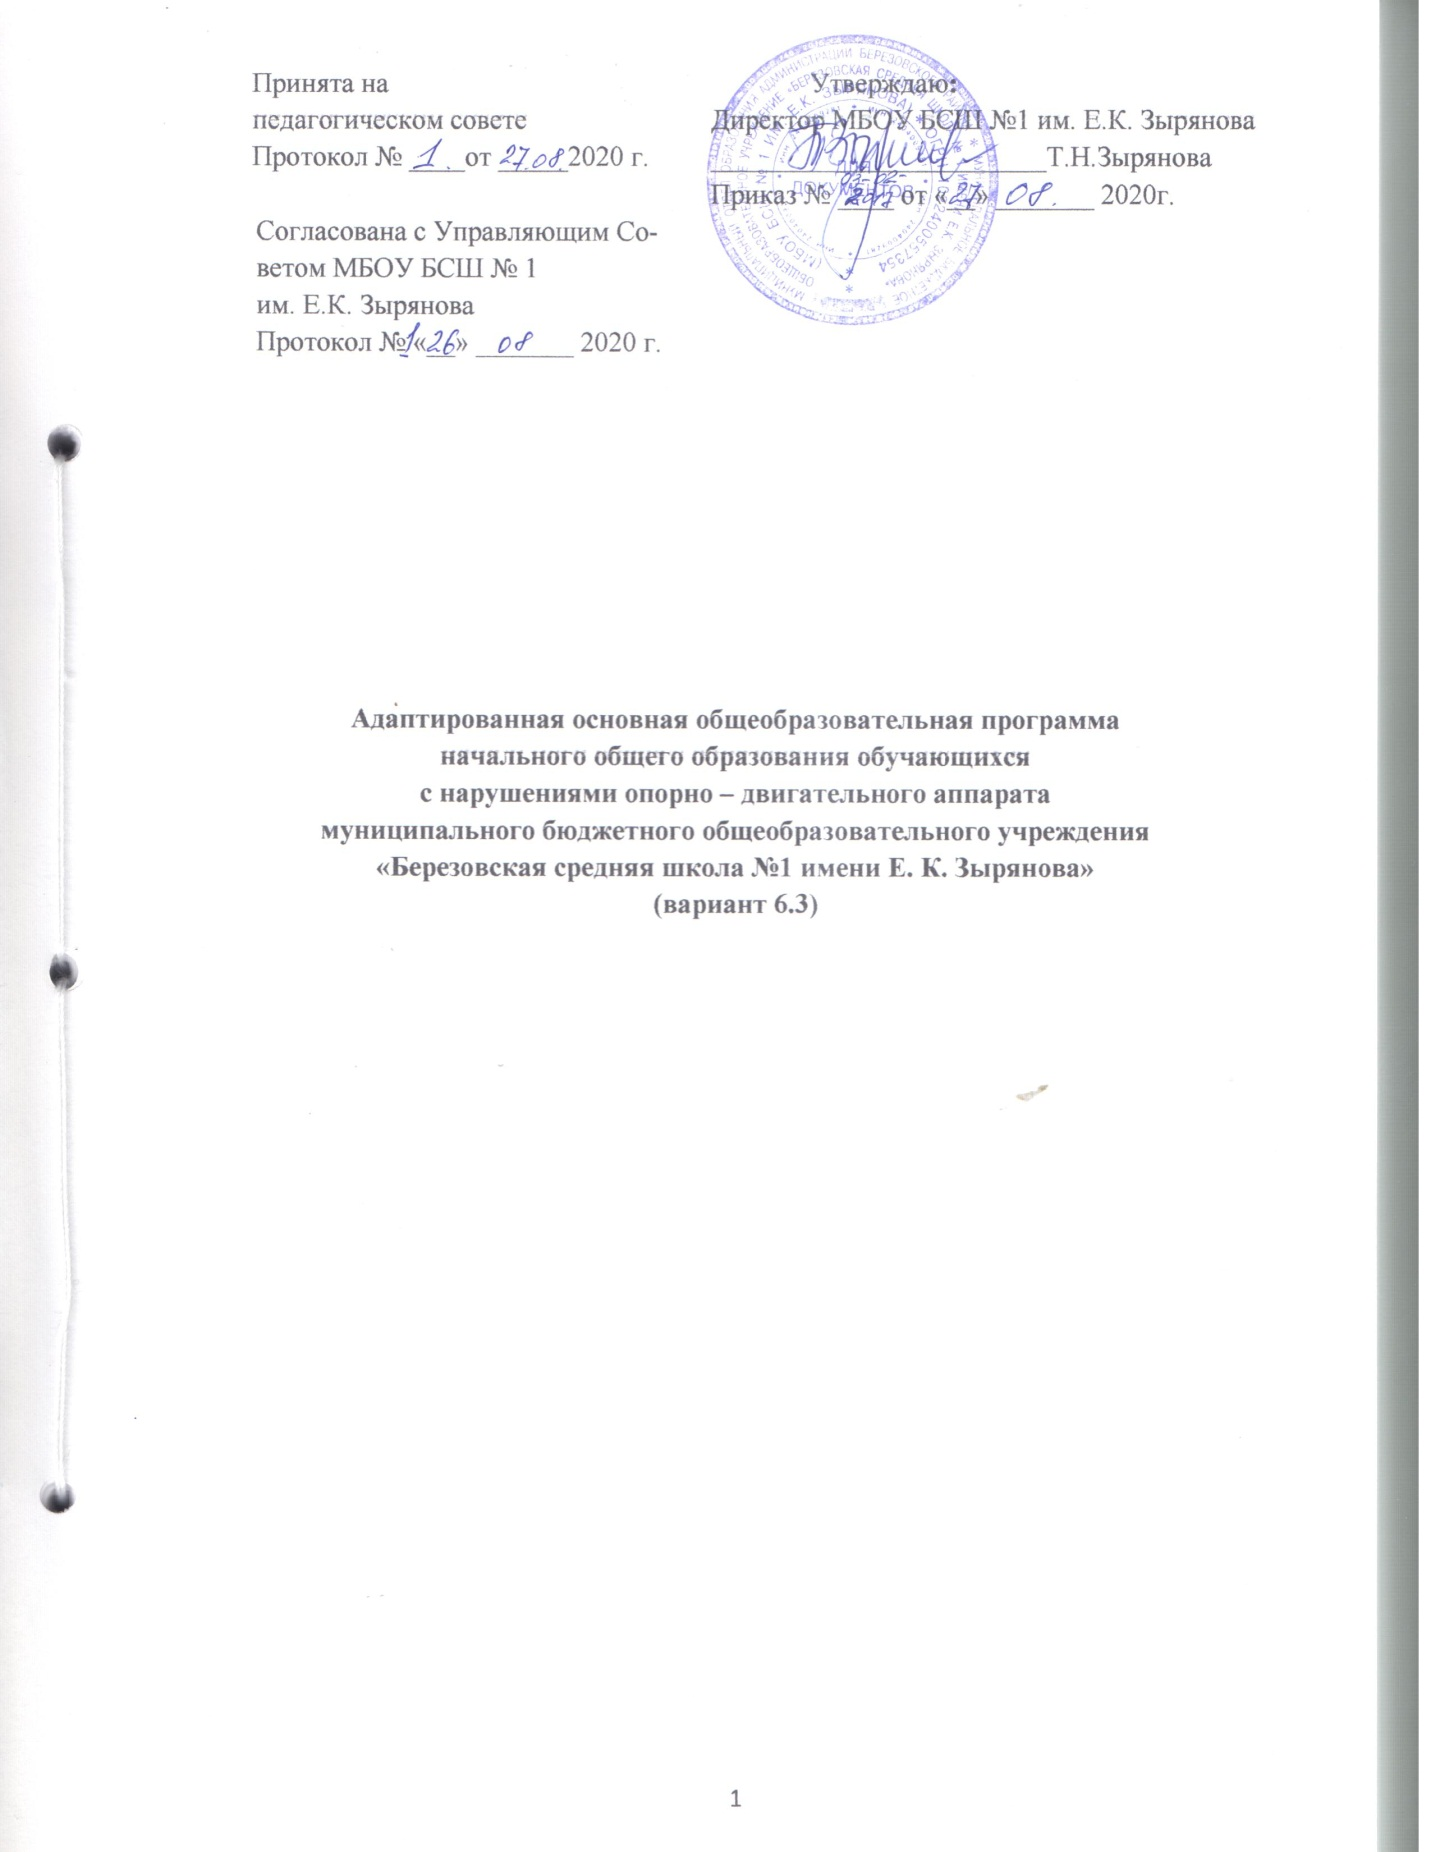 Принята на
педагогическом совете
Протокол № 1. от 27.08.2020 г.
Согласована с Управляющим Со-
ветом МБОУ БСШ № 1
им. Е.К. Зырянова
Протокол №1«26» 08 2020 г.
Утверждаю:
Директор МБОУ БСШ №1 им. Е.К. Зырянова
Т.Н.Зырянова
Приказ № 03-02- от «27» 08. 2020г.
ДОКУМЕНТОВ
Адаптированная основная общеобразовательная программа
начального общего образования обучающихся
с нарушениями опорно – двигательного аппарата
муниципального бюджетного общеобразовательного учреждения
«Березовская средняя школа №1 имени Е. К. Зырянова»
(вариант 6.3)
1